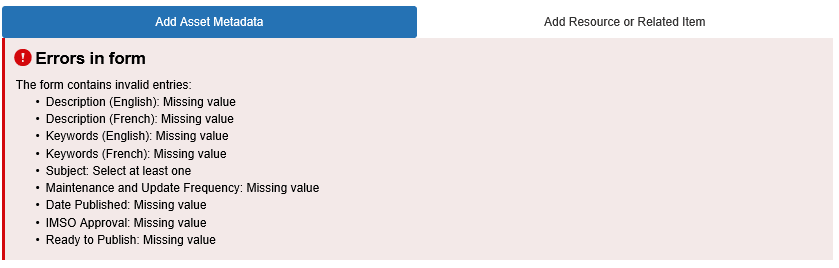 Add Asset Metadata
Add Resource or Related Item
Errors in form
The form contains invalid entries:
• Description (English): Missing value
• Description (French): Missing value
• Keywords (English): Missing value
• Keywords (French): Missing value
• Subject: Select at least one
• Maintenance and Update Frequency: Missing value
• Date Published: Missing value
• IMSO Approval: Missing value
• Ready to Publish: Missing value